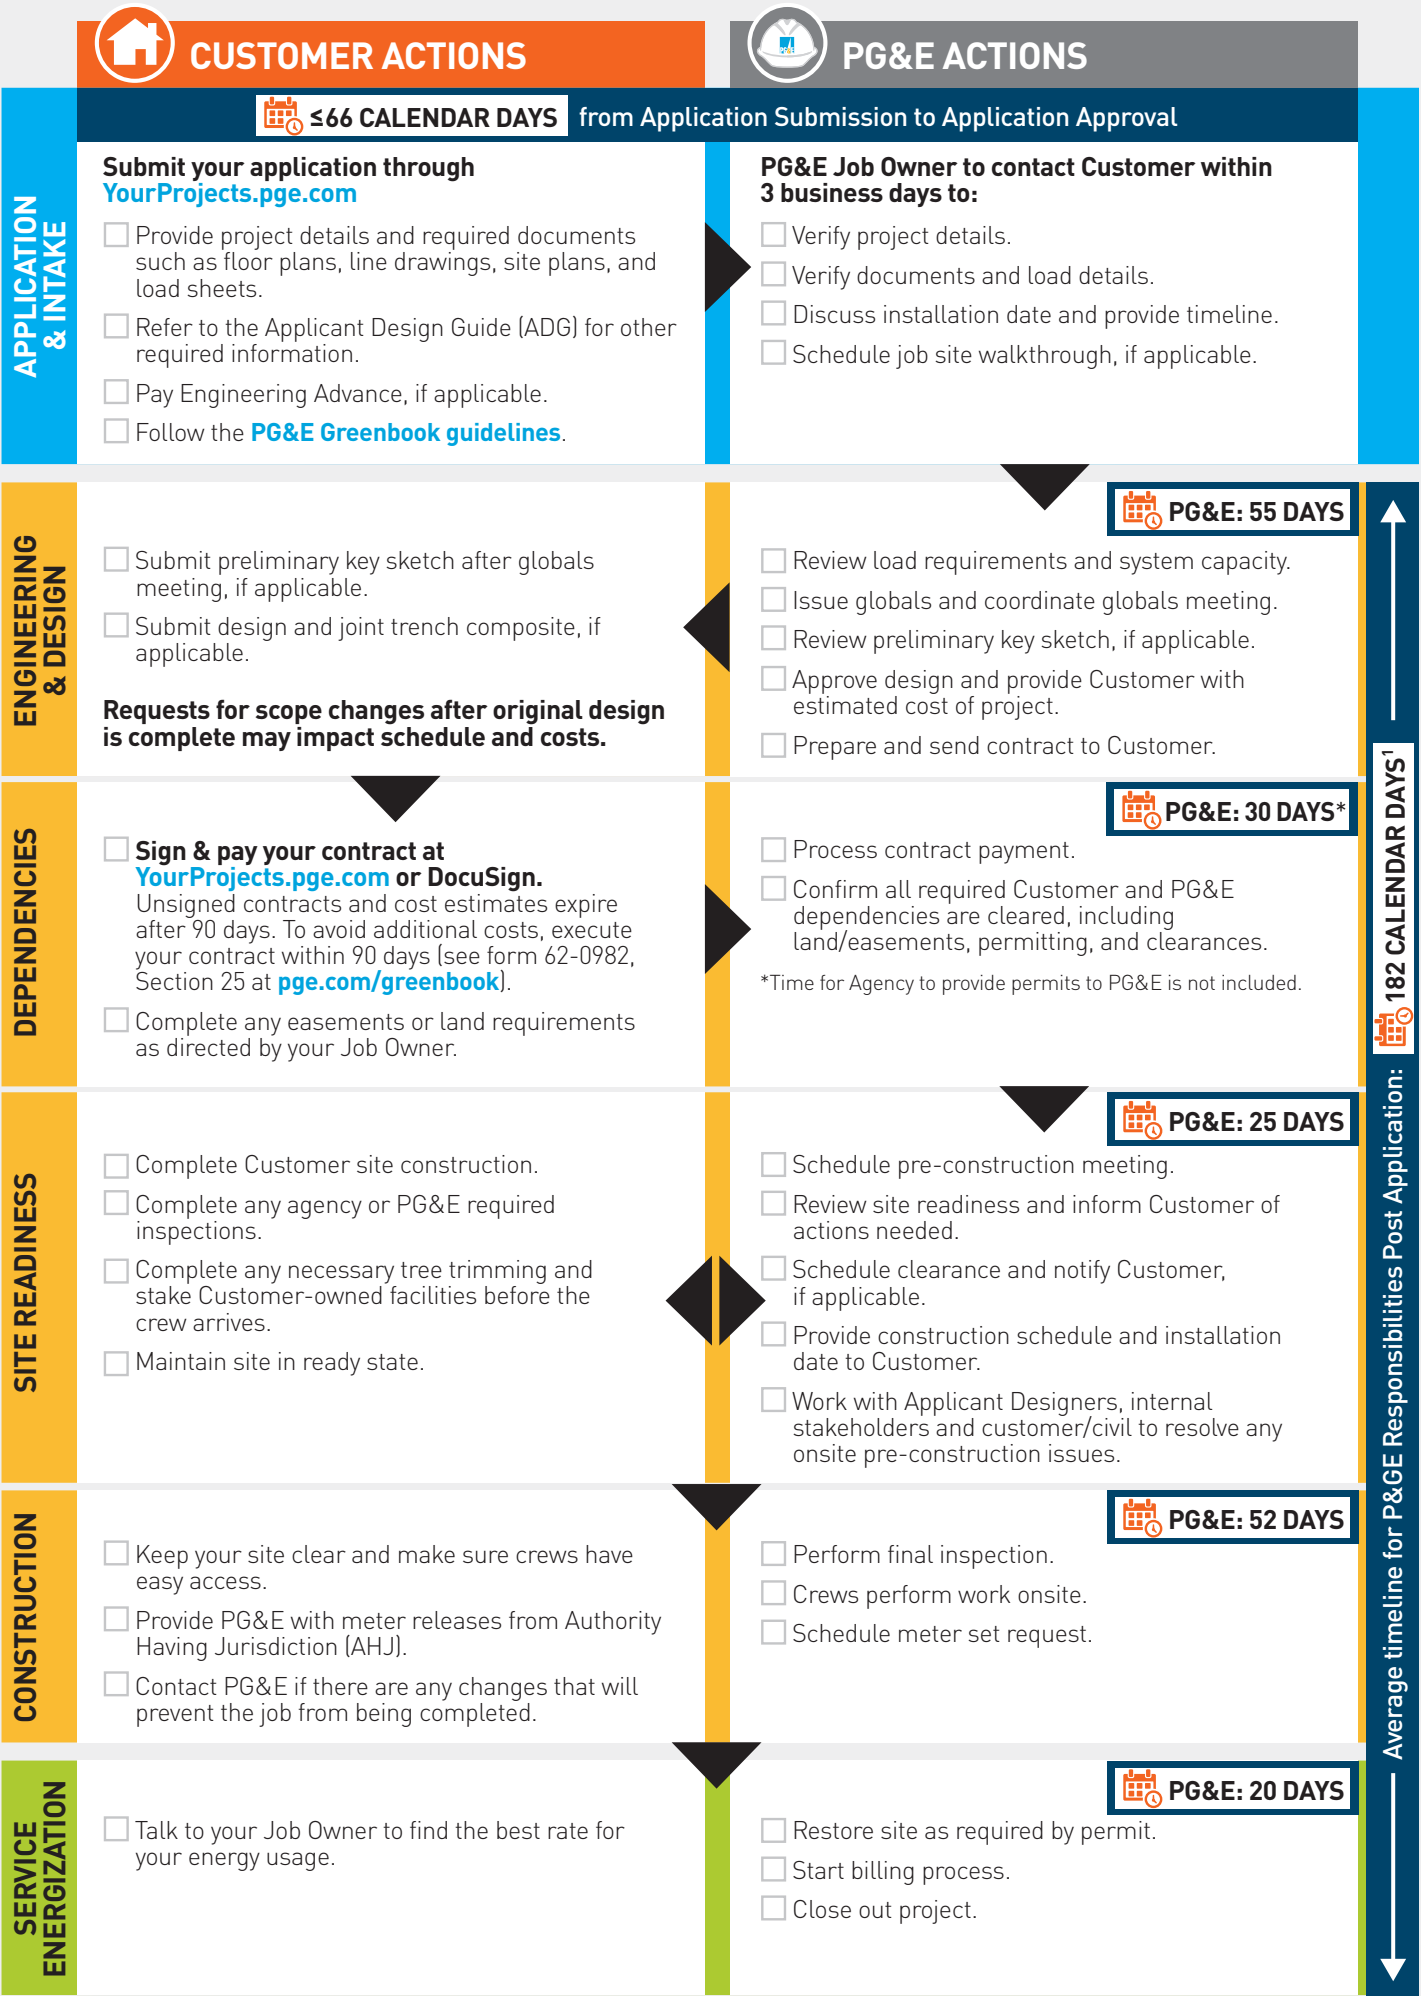 CUSTOMER ACTIONS
PG&E ACTIONS
≤66 CALENDAR DAYS from Application Submission to Application Approval
APPLICATION
& INTAKE
Submit your application through
YourProjects.pge.com
Provide project details and required documents
such as floor plans, line drawings, site plans, and
load sheets.
Refer to the Applicant Design Guide (ADG) for other
required information.
Pay Engineering Advance, if applicable.
Follow the PG&E Greenbook guidelines.
PG&E Job Owner to contact Customer within
3 business days to:
Verify project details.
Verify documents and load details.
Discuss installation date and provide timeline.
Schedule job site walkthrough, if applicable.
ENGINEERING
& DESIGN
Submit preliminary key sketch after globals
meeting, if applicable.
Submit design and joint trench composite, if
applicable.
Requests for scope changes after original design
is complete may impact schedule and costs.
PG&E: 55 DAYS
Review load requirements and system capacity.
Issue globals and coordinate globals meeting.
Review preliminary key sketch, if applicable.
Approve design and provide Customer with
estimated cost of project.
Prepare and send contract to Customer.
DEPENDENCIES
Sign & pay your contract at
YourProjects.pge.com or DocuSign.
Unsigned contracts and cost estimates expire
after 90 days. To avoid additional costs, execute
your contract within 90 days (see form 62-0982,
Section 25 at pge.com/greenbook).
Complete any easements or land requirements
as directed by your Job Owner.
PG&E: 30 DAYS*
Process contract payment.
Confirm all required Customer and PG&E
dependencies are cleared, including
land/easements, permitting, and clearances.
*Time for Agency to provide permits to PG&E is not included.
SITE READINESS
Complete Customer site construction.
Complete any agency or PG&E required
inspections.
Complete any necessary tree trimming and
stake Customer-owned facilities before the
crew arrives.
Maintain site in ready state.
PG&E: 25 DAYS
Schedule pre-construction meeting.
Review site readiness and inform Customer of
actions needed.
Schedule clearance and notify Customer,
if applicable.
Provide construction schedule and installation
date to Customer.
Work with Applicant Designers, internal
stakeholders and customer/civil to resolve any
onsite pre-construction issues.
CONSTRUCTION
Keep your site clear and make sure crews have
easy access.
Provide PG&E with meter releases from Authority
Having Jurisdiction (AHJ).
Contact PG&E if there are any changes that will
prevent the job from being completed.
PG&E: 52 DAYS
Perform final inspection.
Crews perform work onsite.
Schedule meter set request.
SERVICE
ENERGIZATION
Talk to your Job Owner to find the best rate for
your energy usage.
PG&E: 20 DAYS
Restore site as required by permit.
Start billing process.
Close out project.
Average timeline for P&GE Responsibilities Post Application: 182 CALENDAR DAYS¹